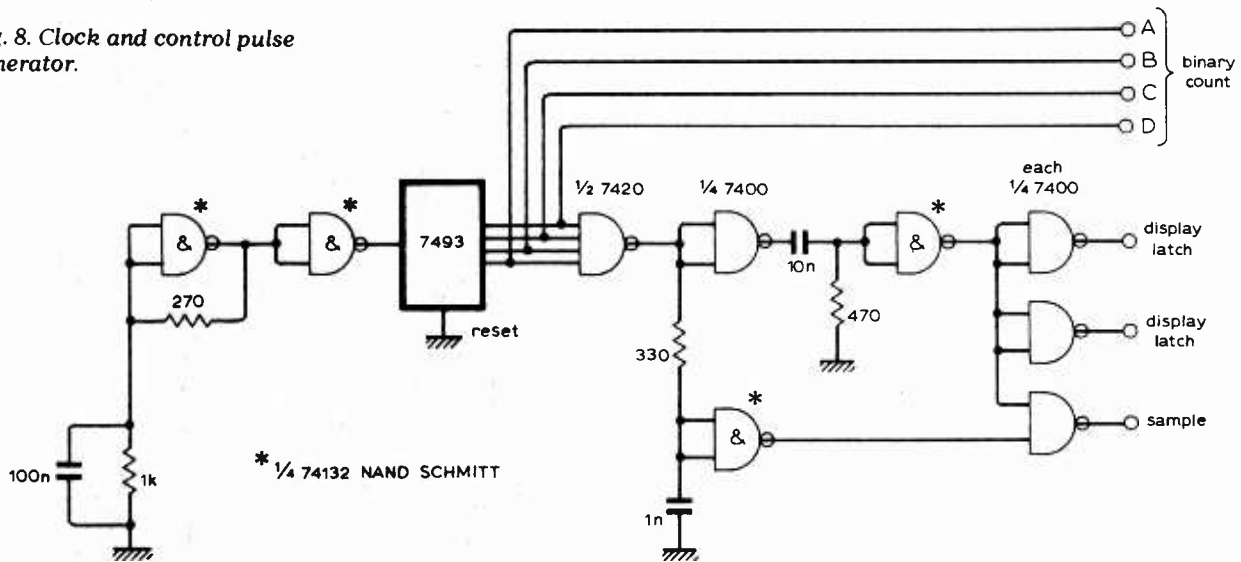 . 8. Clock and control pulse
nerator.
A
B
C
D
binary
count
*
*
½ 7420
¼ 7400
*
each
¼ 7400
&
&
7493
&
display
latch
10n
270
reset
330
470
display
latch
*
&
sample
100n
1k
* ¼ 74132 NAND SCHMITT
1n